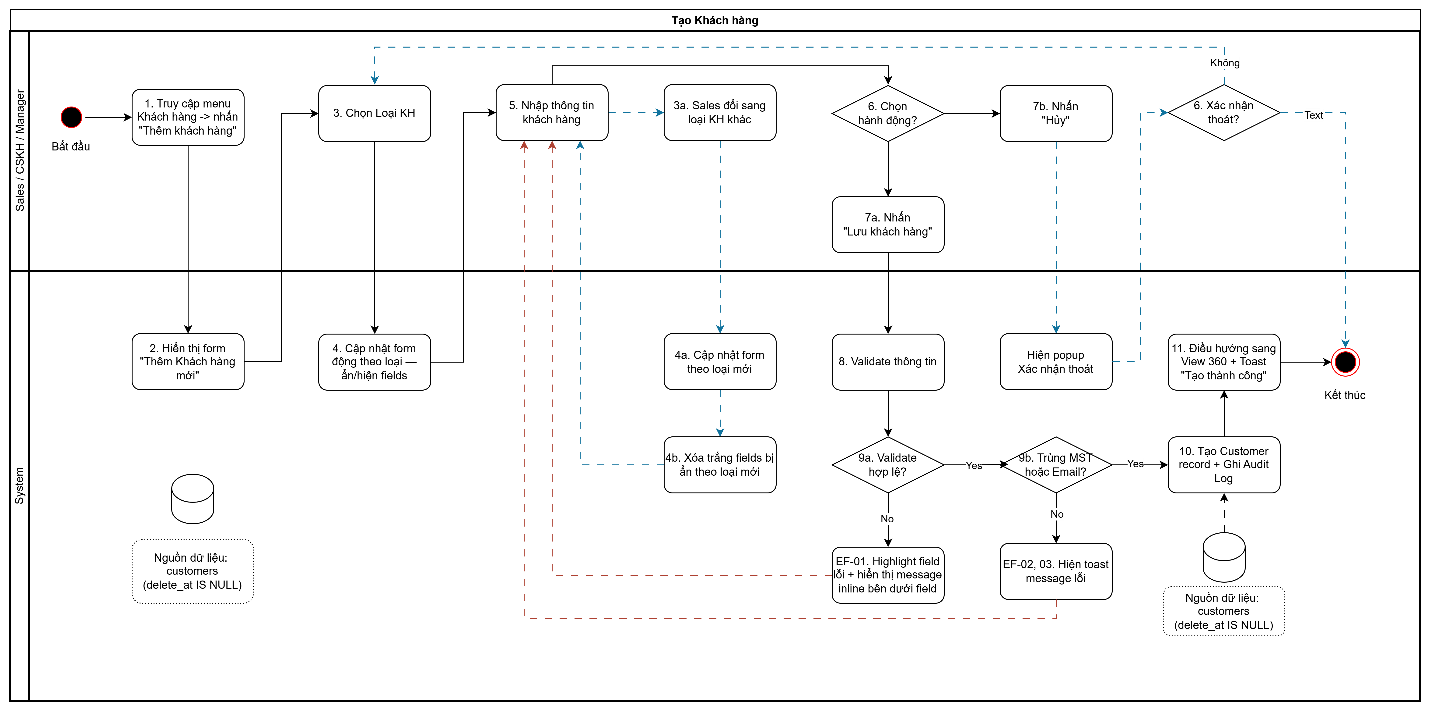 Tạo Khách hàng
Sales / CSKH / Manager
Bắt đầu
1. Truy cập menu
Khách hàng -> nhấn
"Thêm khách hàng"
3. Chọn Loại KH
5. Nhập thông tin
khách hàng
3a. Sales đổi sang
loại KH khác
6. Chọn
hành động?
7b. Nhấn
"Hủy"
Không
6. Xác nhận
thoát?
Text
7a. Nhấn
"Lưu khách hàng"
System
2. Hiển thị form
"Thêm Khách hàng
mới"
4. Cập nhật form
động theo loại —
ẩn/hiện fields
4a. Cập nhật form
theo loại mới
8. Validate thông tin
Hiện popup
Xác nhận thoát
11. Điều hướng sang
View 360 + Toast
"Tạo thành công"
Kết thúc
4b. Xóa trắng fields bị
ẩn theo loại mới
9a. Validate
hợp lệ?
Yes
9b. Trùng MST
hoặc Email?
Yes
10. Tạo Customer
record + Ghi Audit
Log
No
No
Nguồn dữ liệu:
customers
(delete_at IS NULL)
EF-01. Highlight field
lỗi + hiển thị message
inline bên dưới field
EF-02, 03. Hiện toast
message lỗi
Nguồn dữ liệu:
customers
(delete_at IS NULL)